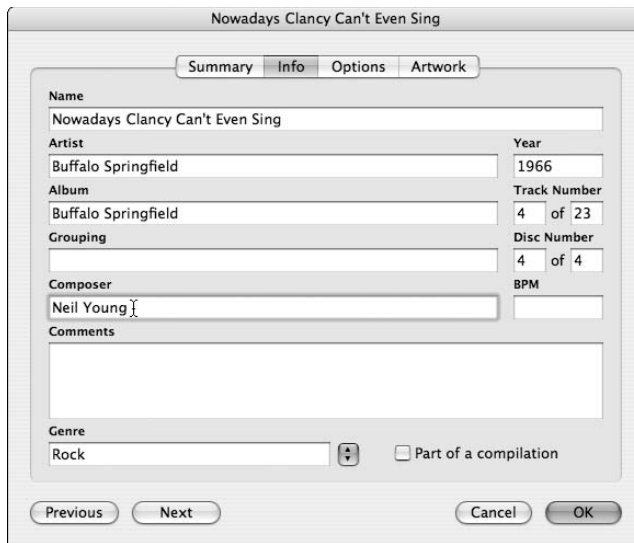 Nowadays Clancy Can't Even Sing
Summary Info Options Artwork
Name
Nowadays Clancy Can't Even Sing
Artist Year
Buffalo Springfield 1966
Album Track Number
Buffalo Springfield 4 of 23
Grouping Disc Number
4 of 4
Composer BPM
Neil Young
Comments
Genre
Rock Part of a compilation
Previous Next Cancel OK